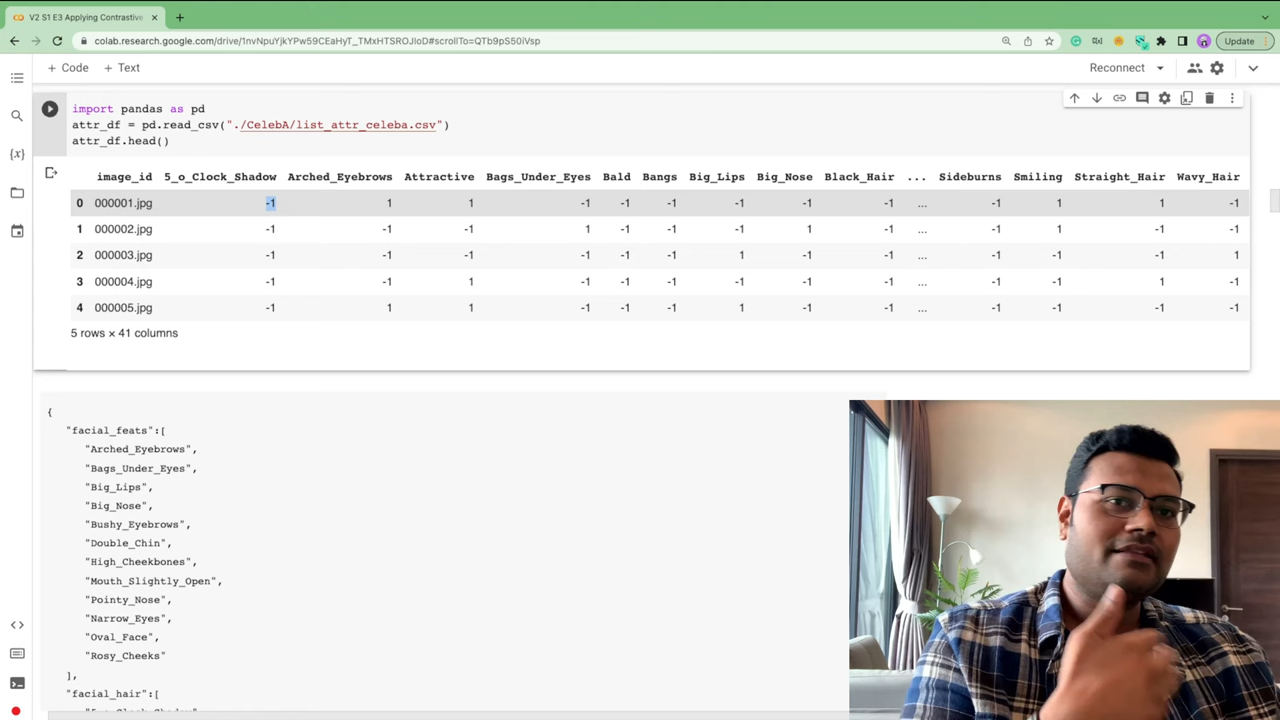 V2 S1 E3 Applying Contrastive
colab.research.google.com/drive/1nvNpuYjkYPw59CEaHyT_TMxHTSROJIoD#scrollTo=QTb9pS50iVsp
Update
+ Code + Text
Reconnect
import pandas as pd
attr_df = pd.read_csv("./CelebA/list_attr_celeba.csv")
attr_df.head()
image_id 5_o_Clock_Shadow Arched_Eyebrows Attractive Bags_Under_Eyes Bald Bangs Big_Lips Big_Nose Black_Hair ... Sideburns Smiling Straight_Hair Wavy_Hair
0 000001.jpg -1 1 1 -1 -1 -1 -1 -1 -1 ... -1 1 1 -1
1 000002.jpg -1 -1 -1 1 -1 -1 -1 1 -1 ... -1 1 -1 -1
2 000003.jpg -1 -1 -1 -1 -1 -1 1 -1 -1 ... -1 -1 -1 1
3 000004.jpg -1 -1 1 -1 -1 -1 -1 -1 -1 ... -1 -1 1 -1
4 000005.jpg -1 1 1 -1 -1 -1 1 -1 -1 ... -1 -1 -1 -1
5 rows × 41 columns
{
"facial_feats":[
"Arched_Eyebrows",
"Bags_Under_Eyes",
"Big_Lips",
"Big_Nose",
"Bushy_Eyebrows",
"Double_Chin",
"High_Cheekbones",
"Mouth_Slightly_Open",
"Pointy_Nose",
"Narrow_Eyes",
"Oval_Face",
"Rosy_Cheeks"
],
"facial_hair":[